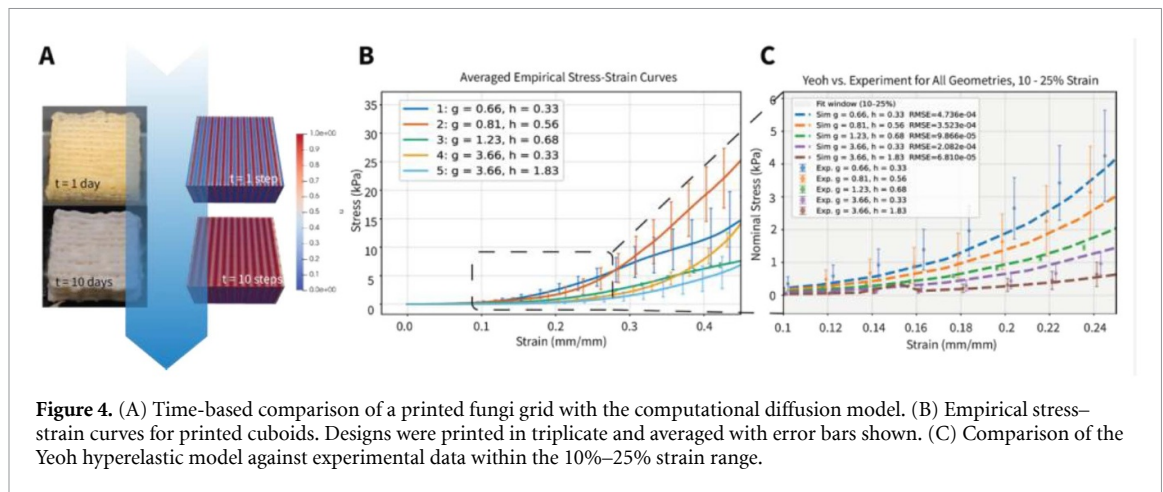 A
t = 1 day
t = 10 days
t = 1 step
t = 10 steps
1.0e+00
0.9
0.8
0.7
0.6
0.5
0.4
0.3
0.2
0.1
0.0e+00
B
Averaged Empirical Stress-Strain Curves
35
30
25
20
15
10
5
0
Stress (kPa)
1: g = 0.66, h = 0.33
2: g = 0.81, h = 0.56
3: g = 1.23, h = 0.68
4: g = 3.66, h = 0.33
5: g = 3.66, h = 1.83
0.0 0.1 0.2 0.3 0.4
Strain (mm/mm)
C
Yeoh vs. Experiment for All Geometries, 10 - 25% Strain
6
5
4
3
2
1
0
Nominal Stress (kPa)
Fit window (10–25%)
Sim g = 0.66, h = 0.33 RMSE=4.736e-04
Sim g = 0.81, h = 0.56 RMSE=3.523e-04
Sim g = 1.23, h = 0.68 RMSE=9.866e-05
Sim g = 3.66, h = 0.33 RMSE=2.082e-04
Sim g = 3.66, h = 1.83 RMSE=6.810e-05
Exp. g = 0.66, h = 0.33
Exp. g = 0.81, h = 0.56
Exp. g = 1.23, h = 0.68
Exp. g = 3.66, h = 0.33
Exp. g = 3.66, h = 1.83
0.1 0.12 0.14 0.16 0.18 0.2 0.22 0.24
Strain (mm/mm)
Figure 4. (A) Time-based comparison of a printed fungi grid with the computational diffusion model. (B) Empirical stress–
strain curves for printed cuboids. Designs were printed in triplicate and averaged with error bars shown. (C) Comparison of the
Yeoh hyperelastic model against experimental data within the 10%–25% strain range.